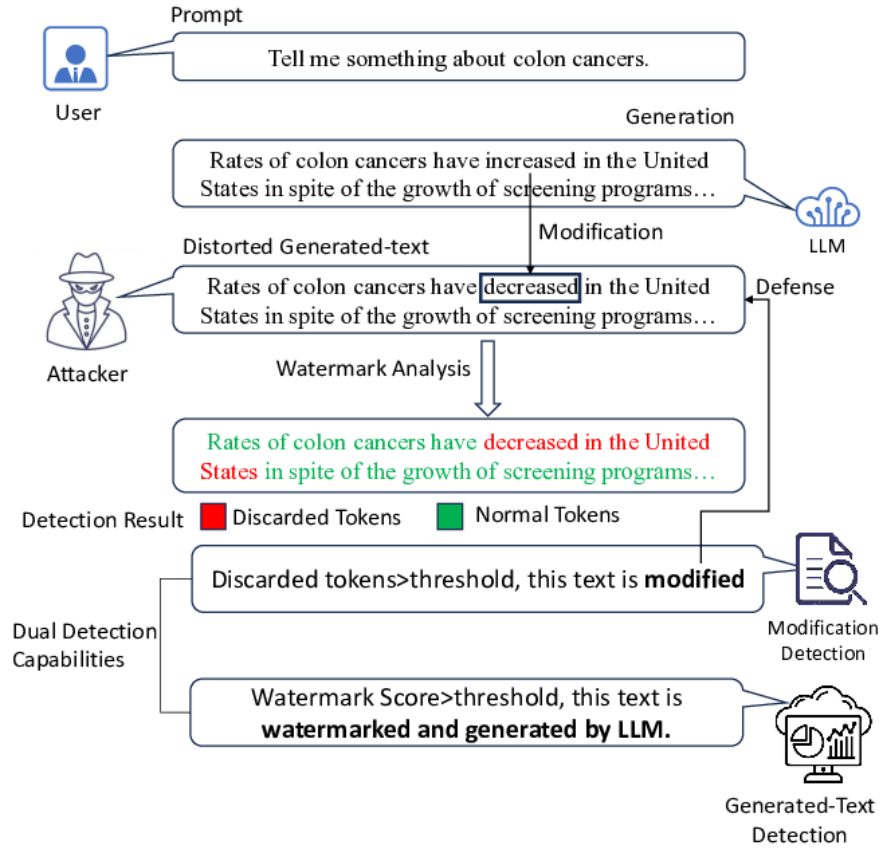 Prompt
Tell me something about colon cancers.
User
Generation
Rates of colon cancers have increased in the United
States in spite of the growth of screening programs…
LLM
Modification
Distorted Generated-text
Rates of colon cancers have decreased in the United
States in spite of the growth of screening programs…
Defense
Attacker
Watermark Analysis
Rates of colon cancers have decreased in the United
States in spite of the growth of screening programs…
Detection Result
Discarded Tokens
Normal Tokens
Discarded tokens>threshold, this text is modified
Modification
Detection
Dual Detection
Capabilities
Watermark Score>threshold, this text is
watermarked and generated by LLM.
Generated-Text
Detection